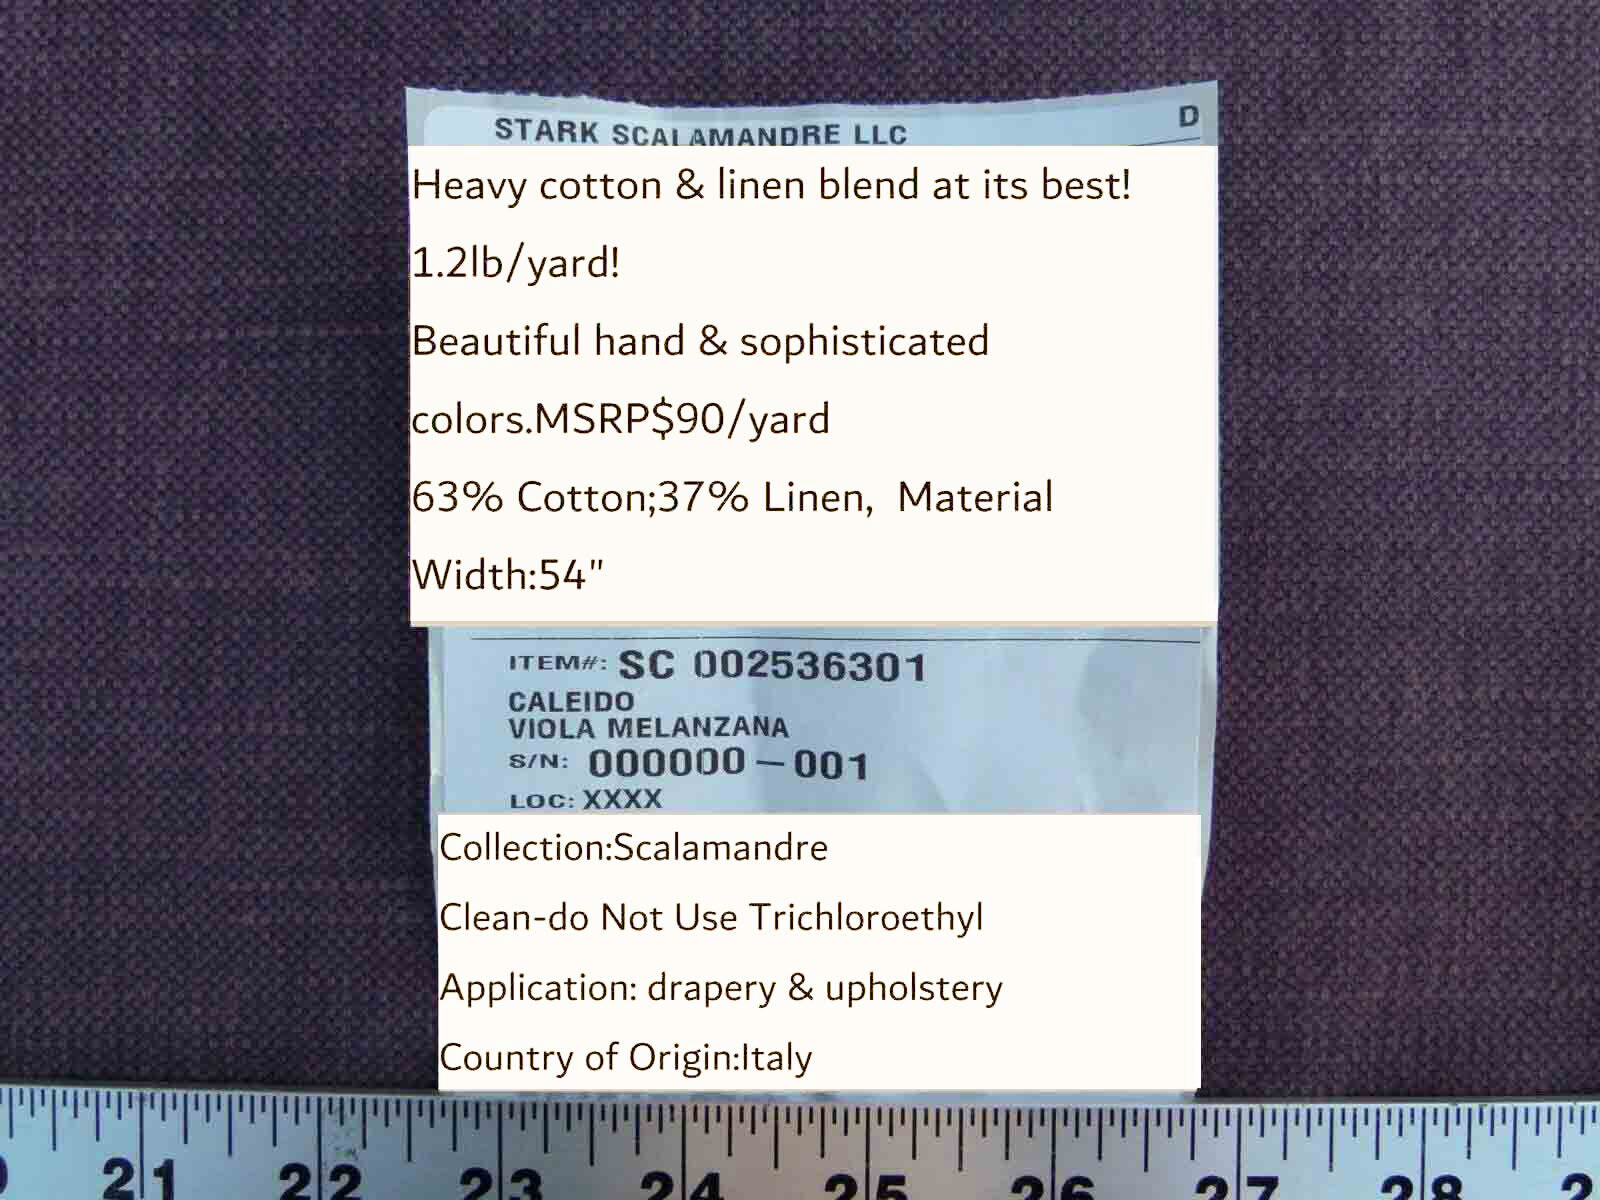 STARK SCALAMANDRE LLC D
Heavy cotton & linen blend at its best!
1.2lb/yard!
Beautiful hand & sophisticated
colors.MSRP$90/yard
63% Cotton;37% Linen, Material
Width:54"
ITEM#: SC 002536301
CALEIDO
VIOLA MELANZANA
S/N: 000000 — 001
LOC: XXXX
Collection:Scalamandre
Clean-do Not Use Trichloroethyl
Application: drapery & upholstery
Country of Origin:Italy
21 22 23 24 25 26 27 28